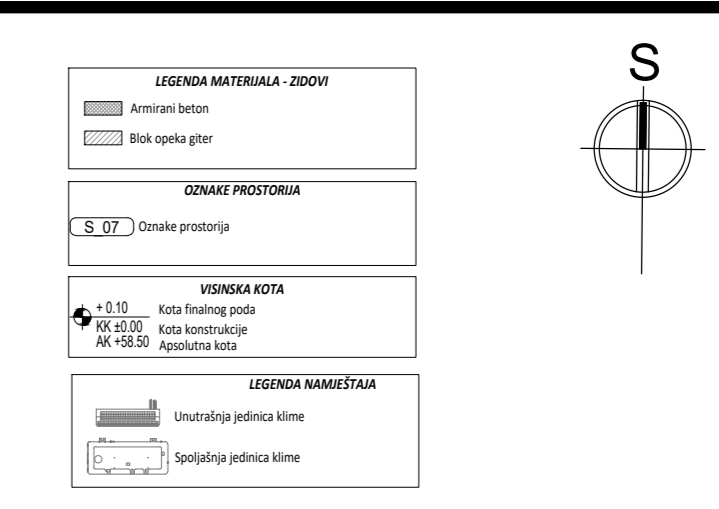 S
LEGENDA MATERIJALA - ZIDOVI
Armirani beton
Blok opeka giter
OZNAKE PROSTORIJA
S_07 Oznake prostorija
VISINSKA KOTA
+ 0.10 Kota finalnog poda
KK ±0.00 Kota konstrukcije
AK +58.50 Apsolutna kota
LEGENDA NAMJEŠTAJA
Unutrašnja jedinica klime
Spoljašnja jedinica klime